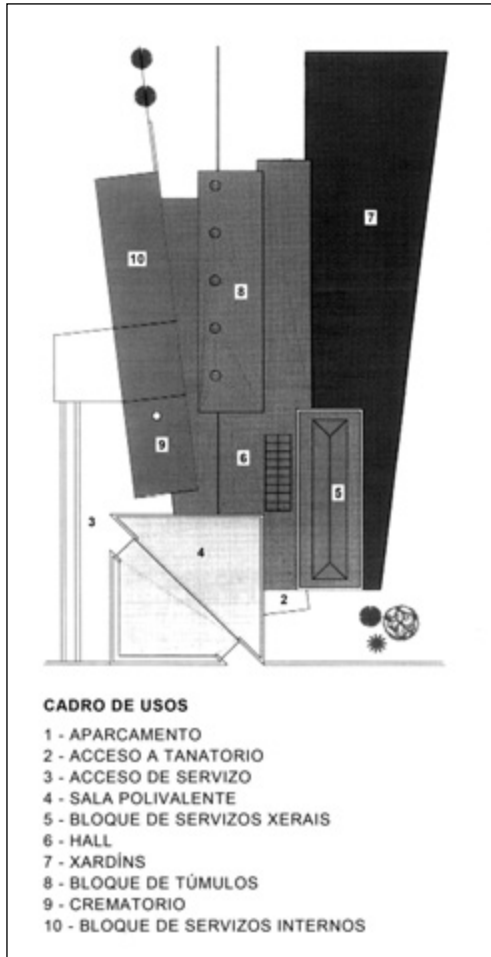 7
10
8
9
6
5
3
4
2
CADRO DE USOS
1 - APARCAMENTO
2 - ACCESO A TANATORIO
3 - ACCESO DE SERVIZO
4 - SALA POLIVALENTE
5 - BLOQUE DE SERVIZOS XERAIS
6 - HALL
7 - XARDÍNS
8 - BLOQUE DE TÚMULOS
9 - CREMATORIO
10 - BLOQUE DE SERVIZOS INTERNOS